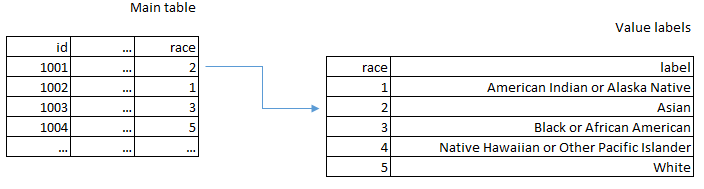 Main table
id ... race
1001 ... 2
1002 ... 1
1003 ... 3
1004 ... 5
... ... ...
Value labels
race label
1 American Indian or Alaska Native
2 Asian
3 Black or African American
4 Native Hawaiian or Other Pacific Islander
5 White